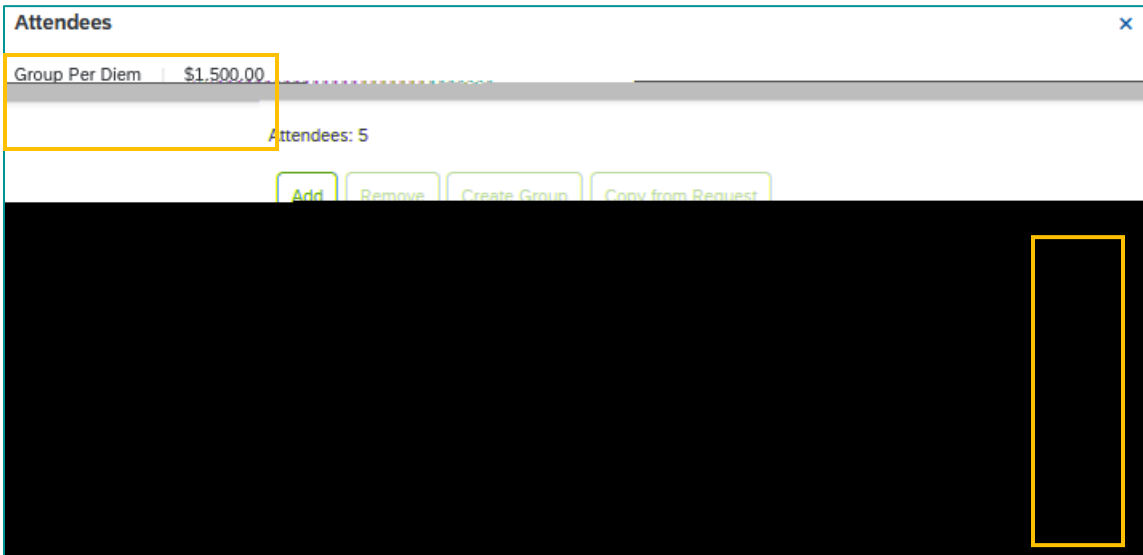 Attendees
Group Per Diem $1,500.00
Attendees: 5
Add Remove Create Group Copy from Request